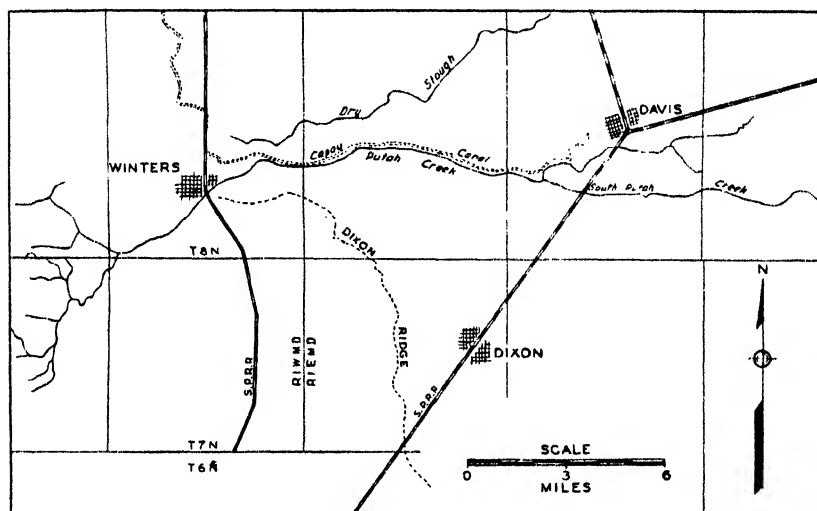 Dry Slough
DAVIS
Capay Canal
WINTERS
Putah Creek
South Putah Creek
DIXON RIDGE
T8N
N
S.P.R.R.
R1WMD
R1EMD
DIXON
S.P.R.R.
T7N
T6N
SCALE
0 3 6
MILES